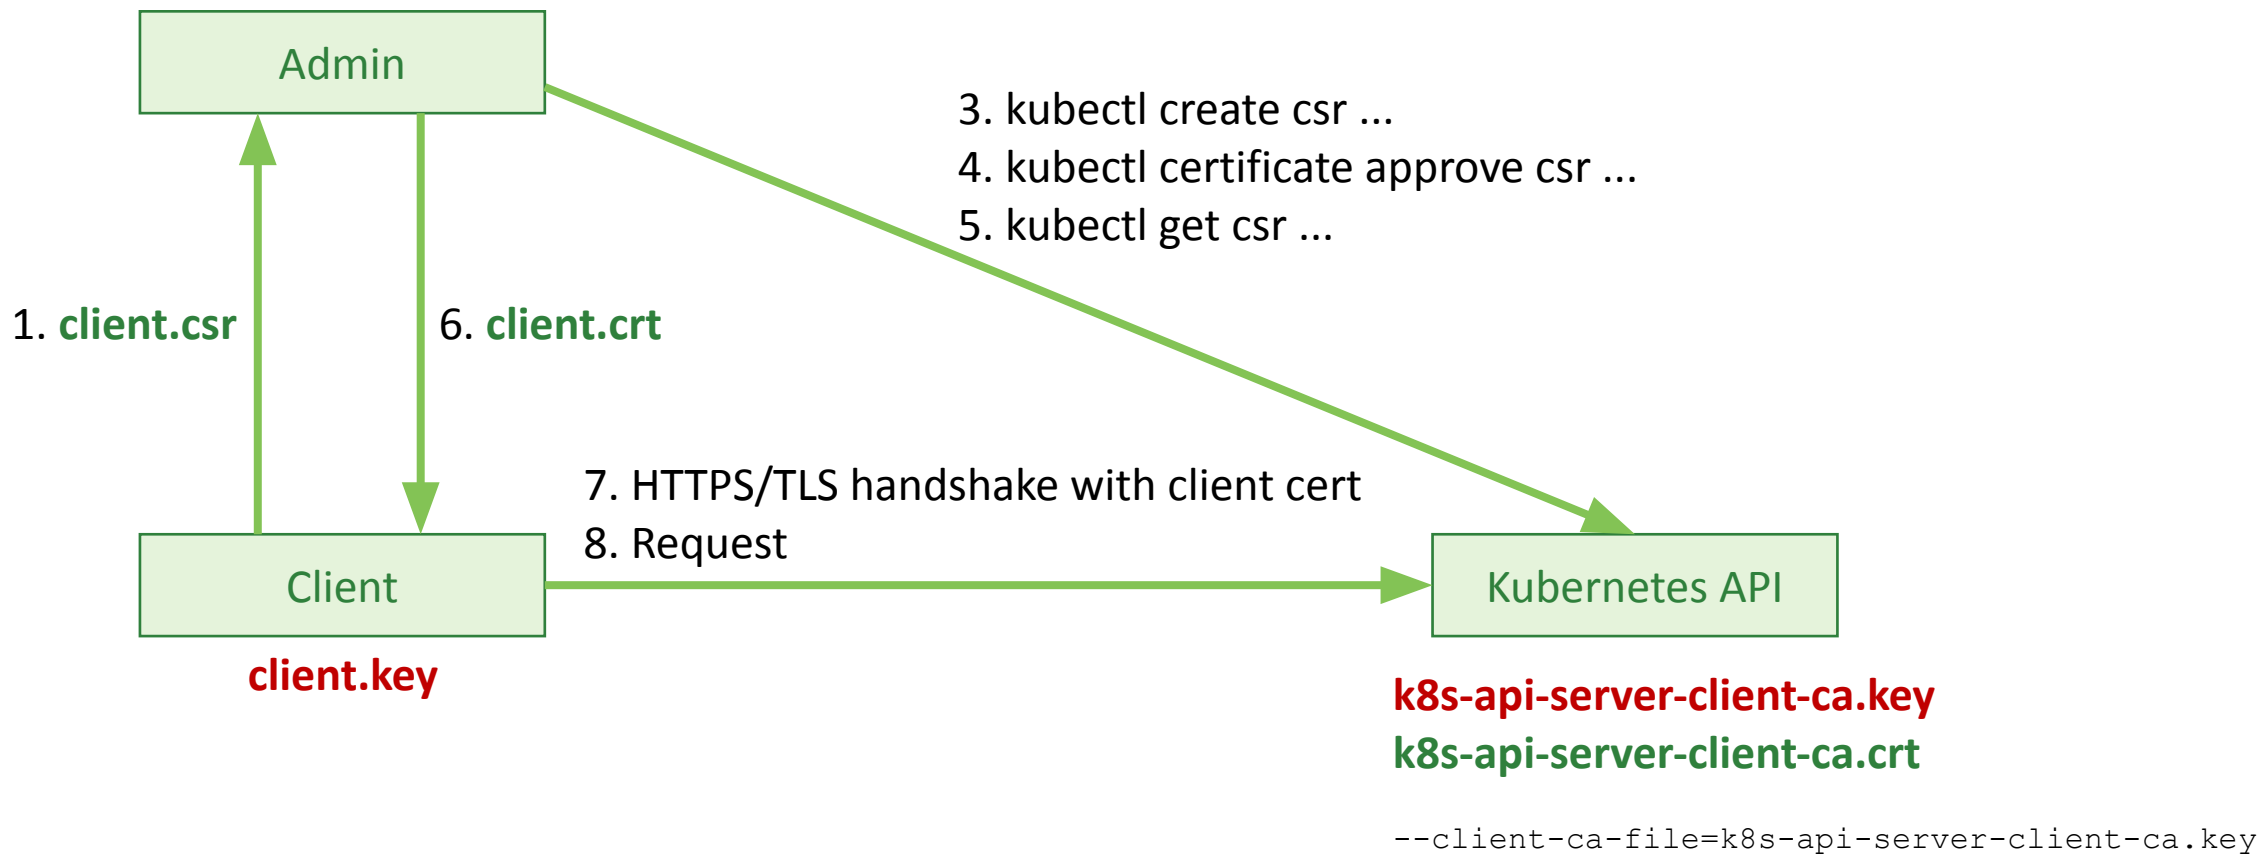 Admin
3. kubectl create csr ...
4. kubectl certificate approve csr ...
5. kubectl get csr ...
1. client.csr
6. client.crt
7. HTTPS/TLS handshake with client cert
8. Request
Client
Kubernetes API
client.key
k8s-api-server-client-ca.key
k8s-api-server-client-ca.crt
--client-ca-file=k8s-api-server-client-ca.key